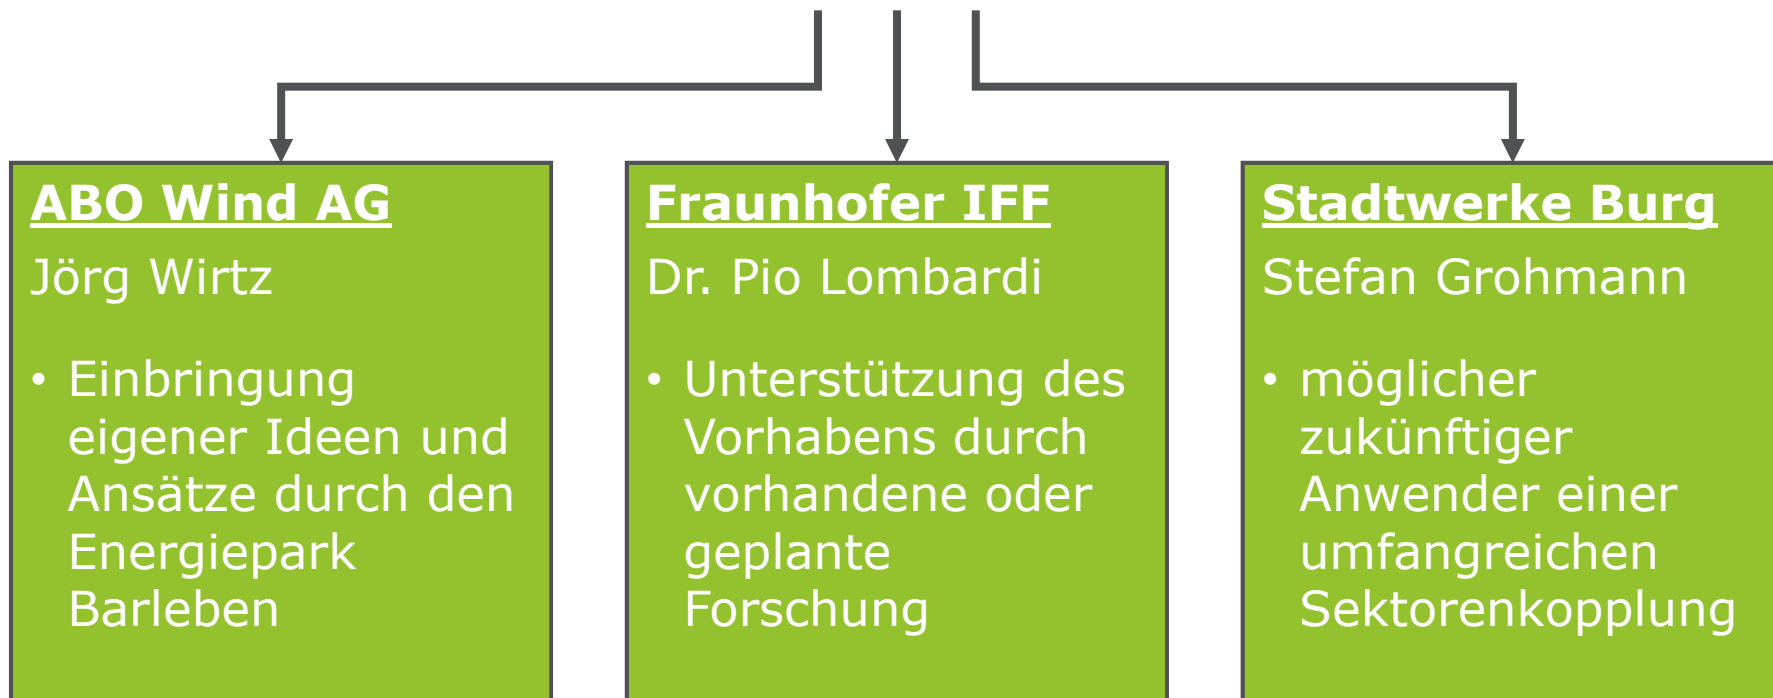 ABO Wind AG
Jörg Wirtz
• Einbringung
eigener Ideen und
Ansätze durch den
Energiepark
Barleben
Fraunhofer IFF
Dr. Pio Lombardi
• Unterstützung des
Vorhabens durch
vorhandene oder
geplante
Forschung
Stadtwerke Burg
Stefan Grohmann
• möglicher
zukünftiger
Anwender einer
umfangreichen
Sektorenkopplung